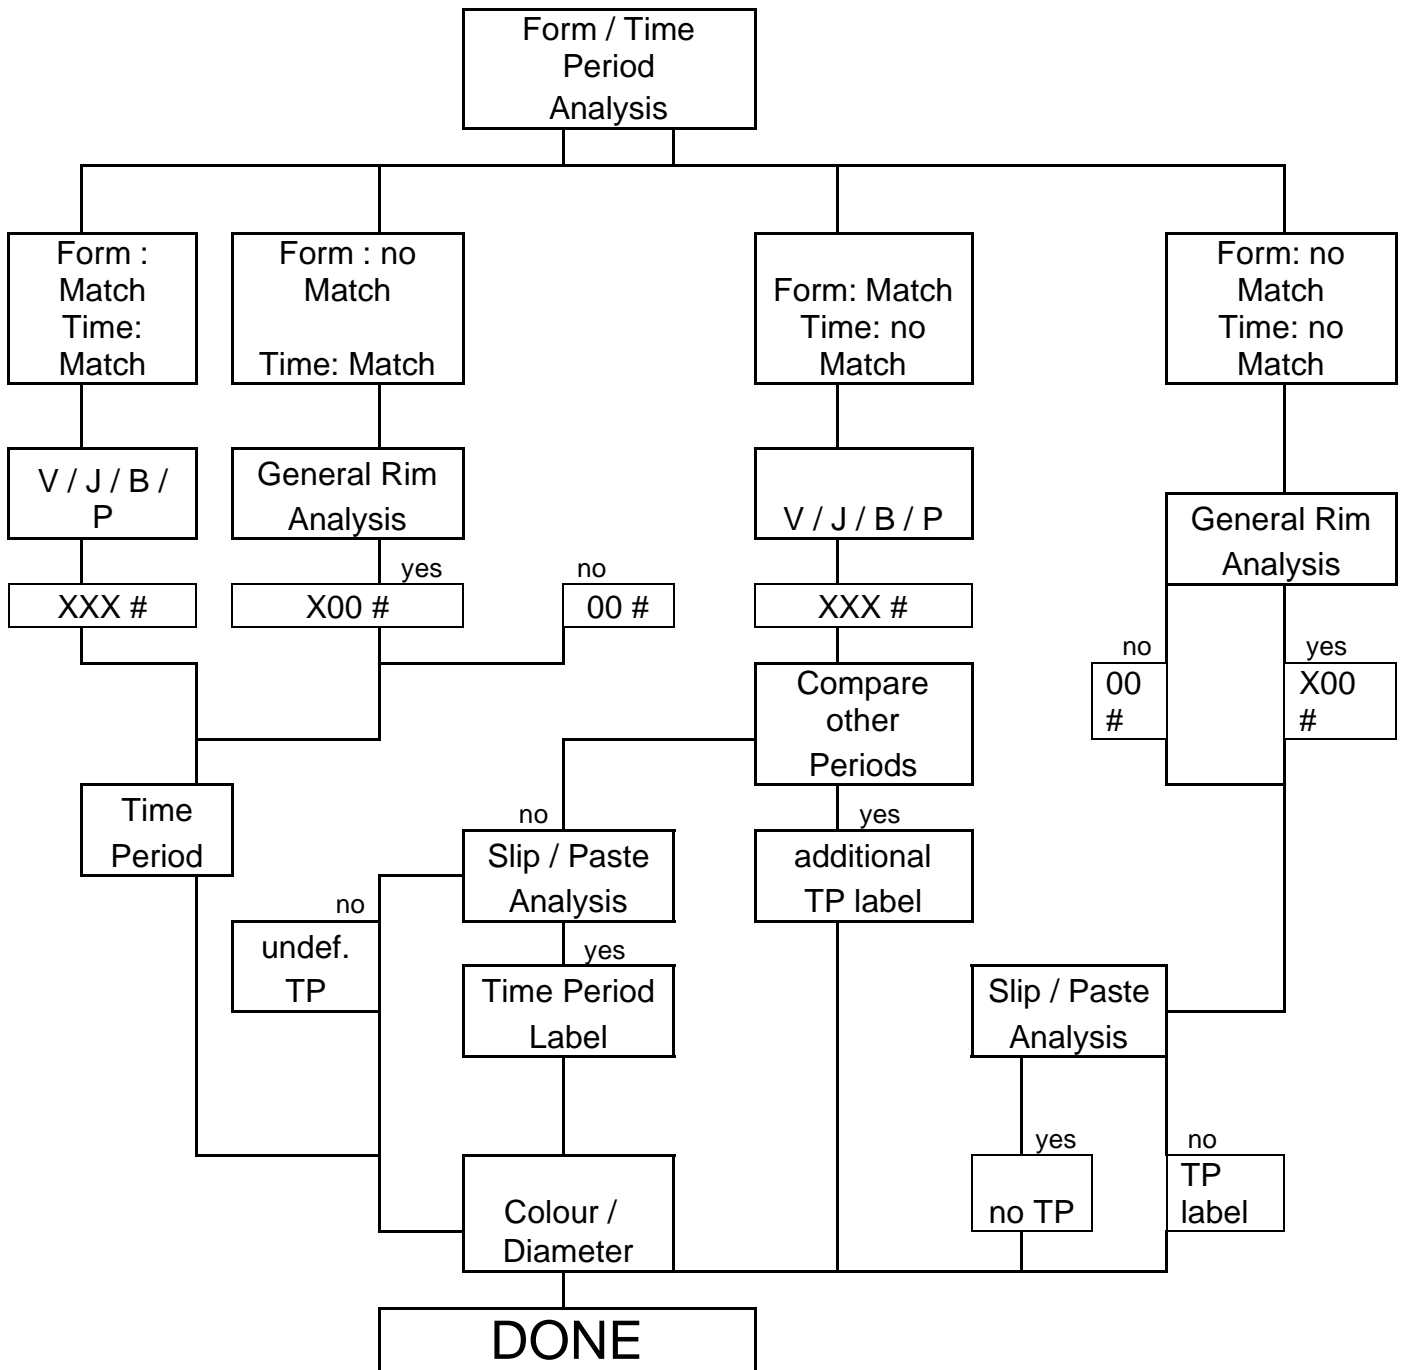 Form / Time
Period
Analysis
Form :
Match
Time:
Match
Form : no
Match
Time: Match
Form: Match
Time: no
Match
Form: no
Match
Time: no
Match
V / J / B /
P
General Rim
Analysis
V / J / B / P
General Rim
Analysis
yes
no
XXX #
X00 #
00 #
XXX #
no
yes
00
#
X00
#
Compare
other
Periods
Time
Period
no
yes
Slip / Paste
Analysis
additional
TP label
no
undef.
TP
yes
Time Period
Label
Slip / Paste
Analysis
yes
no
no TP
TP
label
Colour /
Diameter
DONE